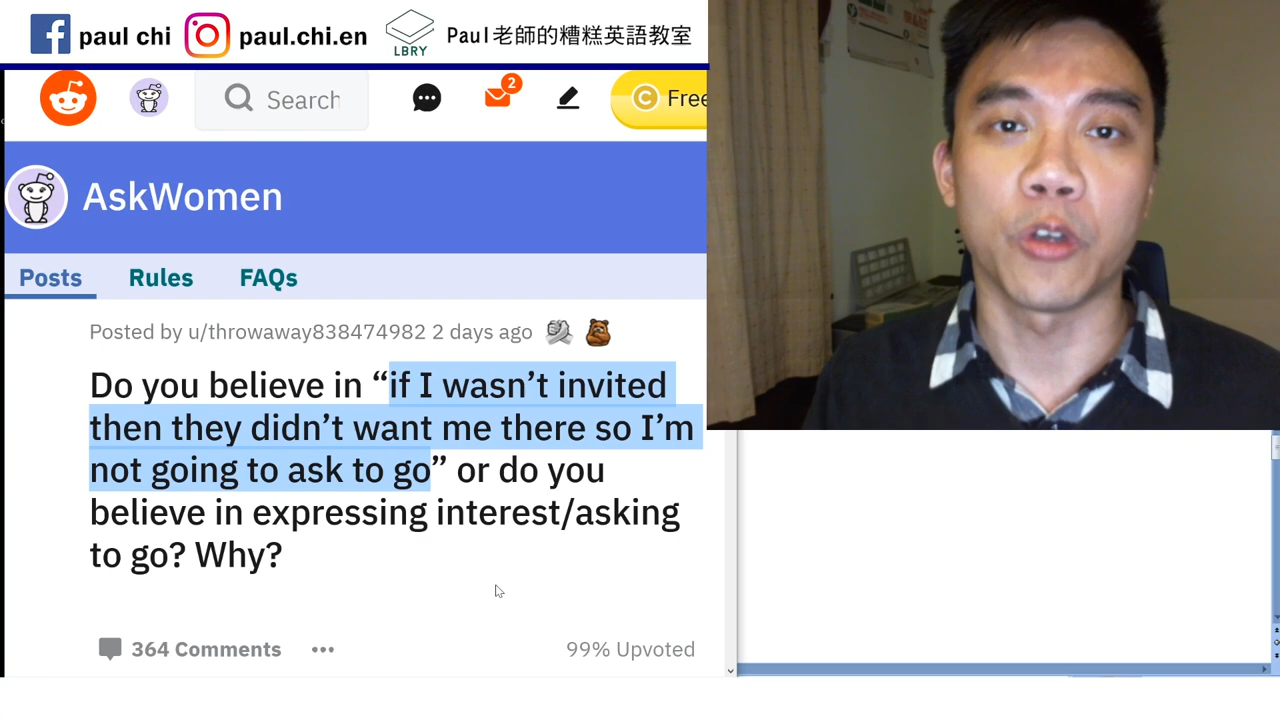 paul chi paul.chi.en LBRY Paul老師的糟糕英語教室
Search 2 Free
AskWomen
Posts Rules FAQs
Posted by u/throwaway838474982 2 days ago
Do you believe in “if I wasn’t invited
then they didn’t want me there so I’m
not going to ask to go” or do you
believe in expressing interest/asking
to go? Why?
364 Comments ••• 99% Upvoted